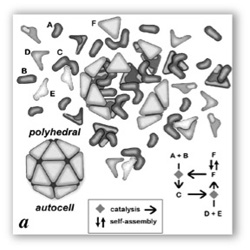 A
F
D
C
B
E
polyhedral
autocell
a
A + B
F
F
C
D + E
catalysis
self-assembly